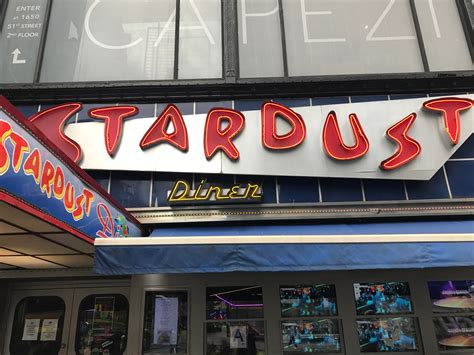 ENTER
at 1650
51ST STREET
2ND FLOOR
CAPEZI
STARDUST
Diner
STARDUST
A